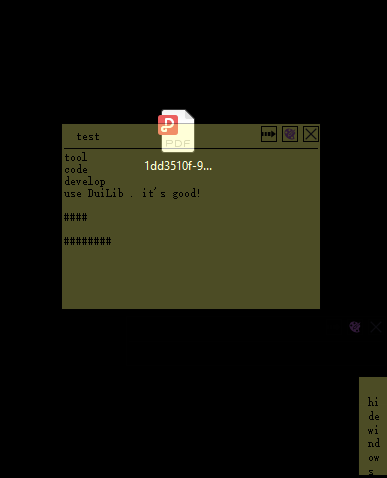 test
PDF
1dd3510f-9...
tool
code
develop
use DuiLib . it's good!
####
########
hi
de
wi
nd
ow
s